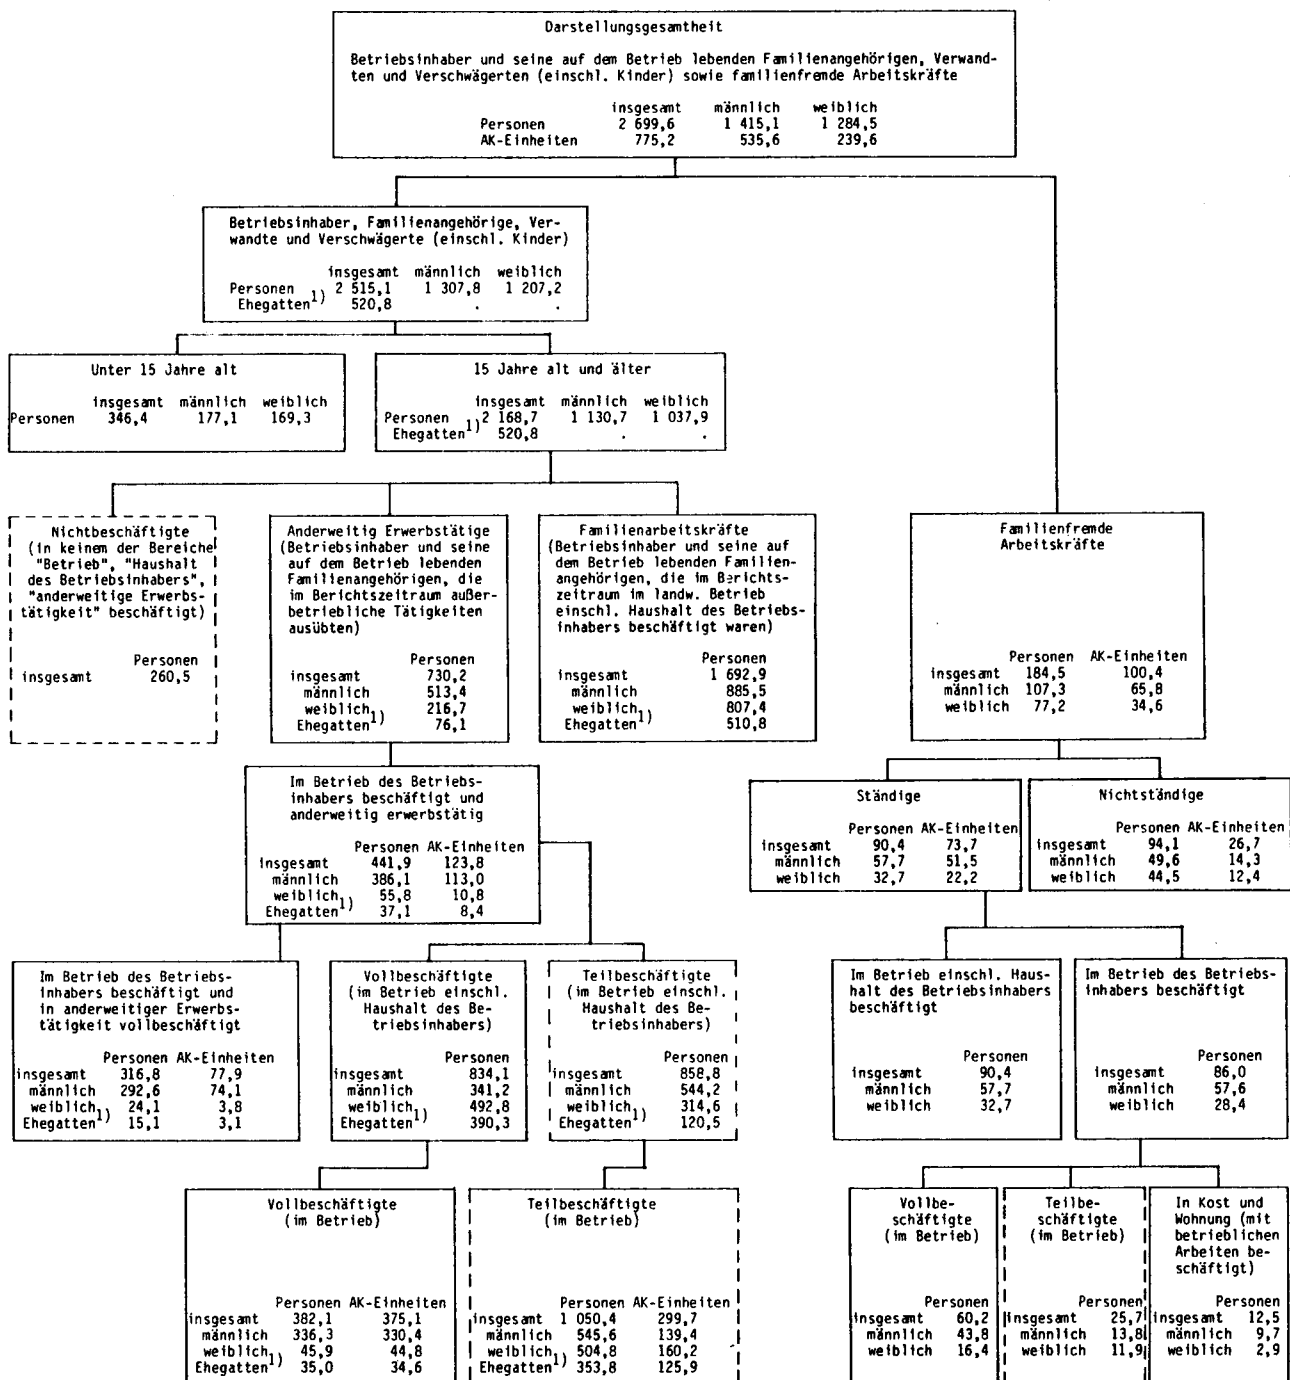 Darstellungsgesamtheit
Betriebsinhaber und seine auf dem Betrieb lebenden Familienangehörigen, Verwand-
ten und Verschwägerten (einschl. Kinder) sowie familienfremde Arbeitskräfte
insgesamt männlich weiblich
Personen 2 699,6 1 415,1 1 284,5
AK-Einheiten 775,2 535,6 239,6
Betriebsinhaber, Familienangehörige, Ver-
wandte und Verschwägerte (einschl. Kinder)
insgesamt männlich weiblich
Personen 2 515,1 1 307,8 1 207,2
Ehegatten1) 520,8 . .
Unter 15 Jahre alt
insgesamt männlich weiblich
Personen 346,4 177,1 169,3
15 Jahre alt und älter
insgesamt männlich weiblich
Personen 2 168,7 1 130,7 1 037,9
Ehegatten1) 520,8 . .
Nichtbeschäftigte
(in keinem der Bereiche
"Betrieb", "Haushalt
des Betriebsinhabers",
"anderweitige Erwerbs-
tätigkeit" beschäftigt)
Personen
insgesamt 260,5
Anderweitig Erwerbstätige
(Betriebsinhaber und seine
auf dem Betrieb lebenden
Familienangehörigen, die
im Berichtszeitraum außer-
betriebliche Tätigkeiten
ausübten)
Personen
insgesamt 730,2
männlich 513,4
weiblich 216,7
Ehegatten1) 76,1
Familienarbeitskräfte
(Betriebsinhaber und seine auf
dem Betrieb lebenden Familien-
angehörigen, die im Berichts-
zeitraum im landw. Betrieb
einschl. Haushalt des Betriebs-
inhabers beschäftigt waren)
Personen
insgesamt 1 692,9
männlich 885,5
weiblich 807,4
Ehegatten1) 510,8
Familienfremde
Arbeitskräfte
Personen AK-Einheiten
insgesamt 184,5 100,4
männlich 107,3 65,8
weiblich 77,2 34,6
Im Betrieb des Betriebs-
inhabers beschäftigt und
anderweitig erwerbstätig
Personen AK-Einheiten
insgesamt 441,9 123,8
männlich 386,1 113,0
weiblich 55,8 10,8
Ehegatten1) 37,1 8,4
Ständige
Personen AK-Einheiten
insgesamt 90,4 73,7
männlich 57,7 51,5
weiblich 32,7 22,2
Nichtständige
Personen AK-Einheiten
insgesamt 94,1 26,7
männlich 49,6 14,3
weiblich 44,5 12,4
Im Betrieb des Betriebs-
inhabers beschäftigt und
in anderweitiger Erwerbs-
tätigkeit vollbeschäftigt
Personen AK-Einheiten
insgesamt 316,8 77,9
männlich 292,6 74,1
weiblich 24,1 3,8
Ehegatten1) 15,1 3,1
Vollbeschäftigte
(im Betrieb einschl.
Haushalt des Be-
triebsinhabers)
Personen
insgesamt 834,1
männlich 341,2
weiblich 492,8
Ehegatten1) 390,3
Teilbeschäftigte
(im Betrieb einschl.
Haushalt des Be-
triebsinhabers)
Personen
insgesamt 858,8
männlich 544,2
weiblich 314,6
Ehegatten1) 120,5
Im Betrieb einschl. Haus-
halt des Betriebsinhabers
beschäftigt
Personen
insgesamt 90,4
männlich 57,7
weiblich 32,7
Im Betrieb des Betriebs-
inhabers beschäftigt
Personen
insgesamt 86,0
männlich 57,6
weiblich 28,4
Vollbeschäftigte
(im Betrieb)
Personen AK-Einheiten
insgesamt 382,1 375,1
männlich 336,3 330,4
weiblich 45,9 44,8
Ehegatten1) 35,0 34,6
Teilbeschäftigte
(im Betrieb)
Personen AK-Einheiten
insgesamt 1 050,4 299,7
männlich 545,6 139,4
weiblich 504,8 160,2
Ehegatten1) 353,8 125,9
Vollbe-
schäftigte
(im Betrieb)
Personen
insgesamt 60,2
männlich 43,8
weiblich 16,4
Teilbe-
schäftigte
(im Betrieb)
Personen
insgesamt 25,7
männlich 13,8
weiblich 11,9
In Kost und
Wohnung (mit
betrieblichen
Arbeiten be-
schäftigt)
Personen
insgesamt 12,5
männlich 9,7
weiblich 2,9